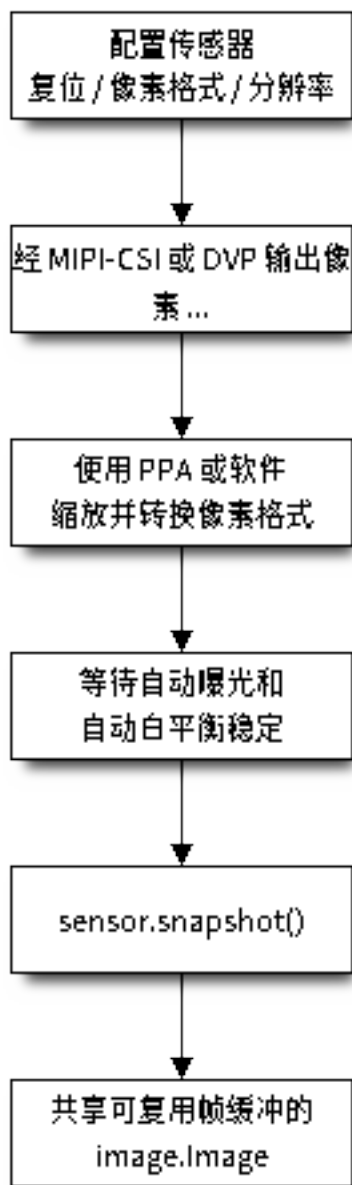 配置传感器
复位 / 像素格式 / 分辨率
经 MIPI-CSI 或 DVP 输出像
素 ...
使用 PPA 或软件
缩放并转换像素格式
等待自动曝光和
自动白平衡稳定
sensor.snapshot()
共享可复用帧缓冲的
image.Image